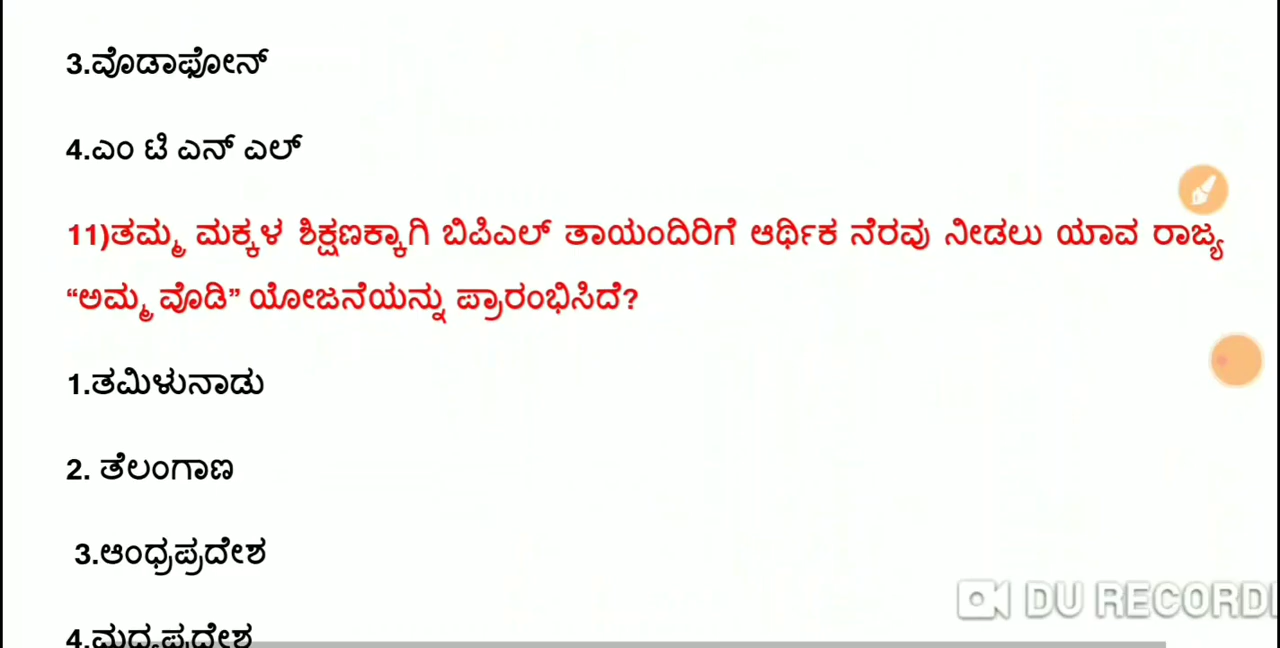 3.ವೊಡಾಫೋನ್
4.ಎಂ ಟಿ ಎನ್ ಎಲ್
11)ತಮ್ಮ ಮಕ್ಕಳ ಶಿಕ್ಷಣಕ್ಕಾಗಿ ಬಿಪಿಎಲ್ ತಾಯಂದಿರಿಗೆ ಆರ್ಥಿಕ ನೆರವು ನೀಡಲು ಯಾವ ರಾಜ್ಯ
“ಅಮ್ಮ ವೊಡಿ” ಯೋಜನೆಯನ್ನು ಪ್ರಾರಂಭಿಸಿದೆ?
1.ತಮಿಳುನಾಡು
2. ತೆಲಂಗಾಣ
3.ಆಂಧ್ರಪ್ರದೇಶ
4.ಮಧ್ಯಪ್ರದೇಶ
DU RECORD